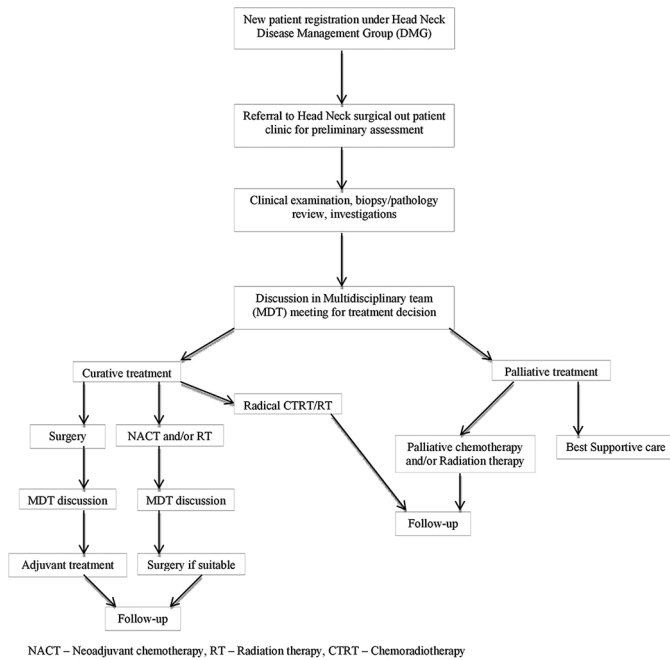 New patient registration under Head Neck
Disease Management Group (DMG)
Referral to Head Neck surgical out patient
clinic for preliminary assessment
Clinical examination, biopsy/pathology
review, investigations
Discussion in Multidisciplinary team
(MDT) meeting for treatment decision
Curative treatment
Palliative treatment
Radical CTRT/RT
Surgery
NACT and/or RT
Palliative chemotherapy
and/or Radiation therapy
Best Supportive care
MDT discussion
MDT discussion
Follow-up
Adjuvant treatment
Surgery if suitable
Follow-up
NACT – Neoadjuvant chemotherapy, RT – Radiation therapy, CTRT – Chemoradiotherapy